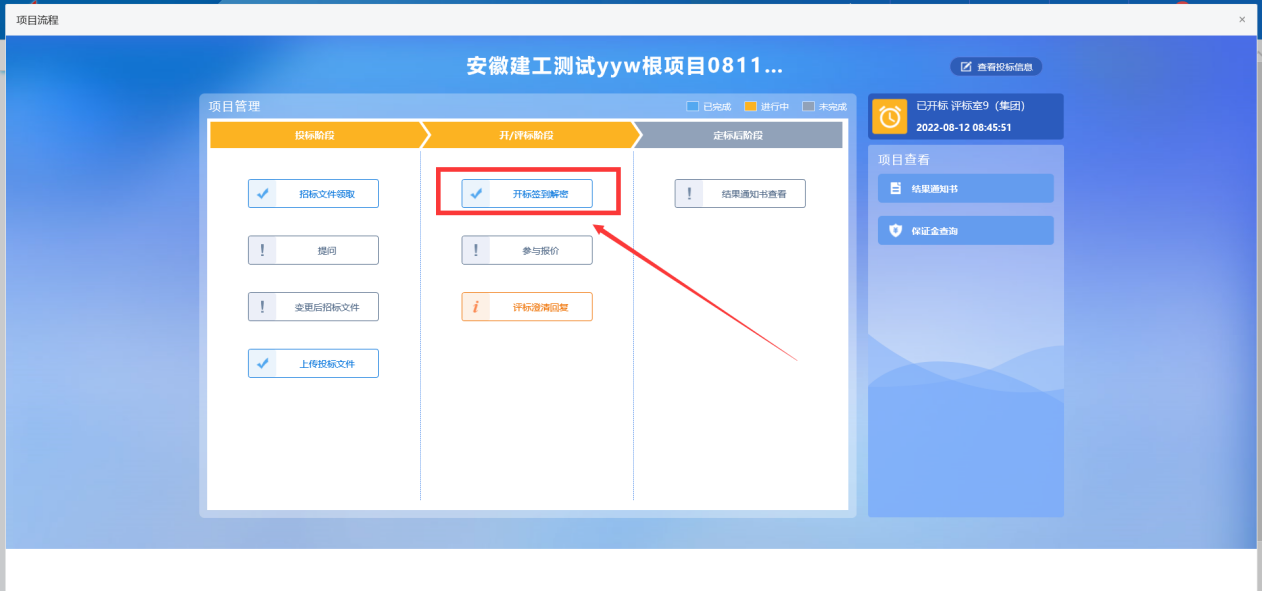 项目流程
×
安徽建工测试yyw根项目0811...
查看投标信息
项目管理
已完成 进行中 未完成
投标阶段 开/评标阶段 定标后阶段
招标文件领取
提问
变更后招标文件
上传投标文件
开标签到解密
参与报价
评标澄清回复
结果通知书查看
已开标 评标室9（集团）
2022-08-12 08:45:51
项目查看
结果通知书
保证金查询